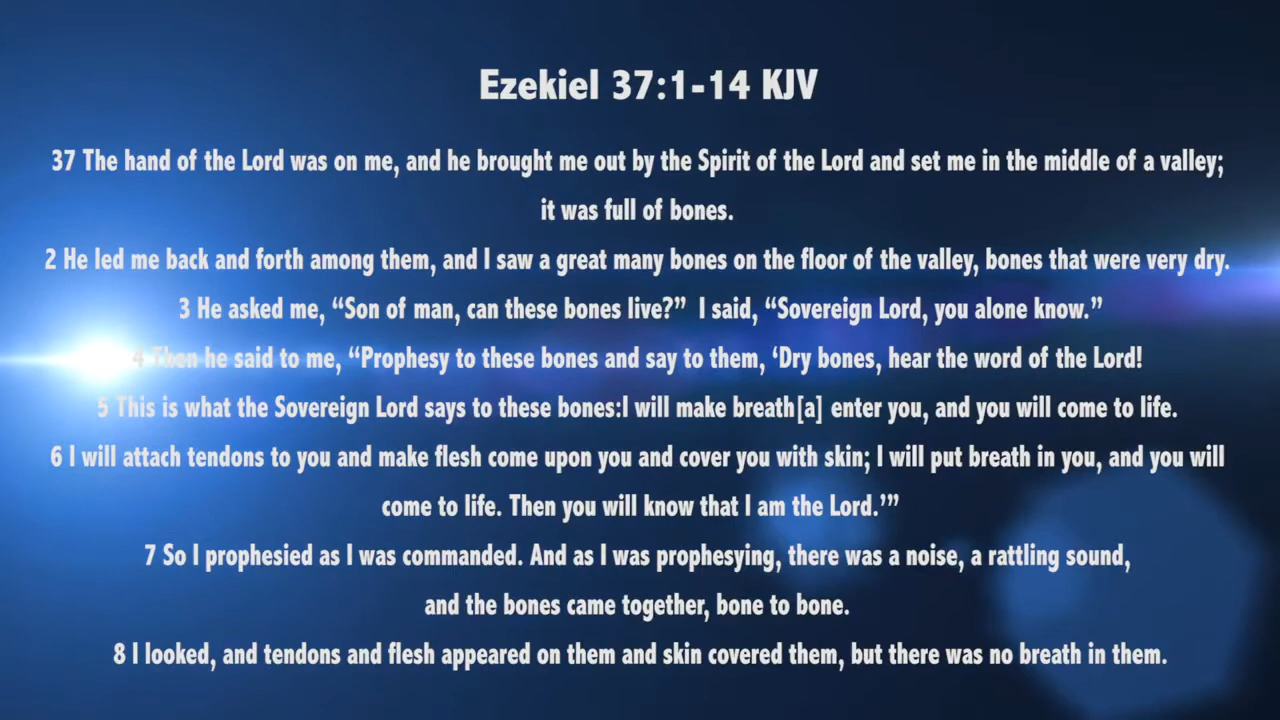 Ezekiel 37:1-14 KJV
37 The hand of the Lord was on me, and he brought me out by the Spirit of the Lord and set me in the middle of a valley;
it was full of bones.
2 He led me back and forth among them, and I saw a great many bones on the floor of the valley, bones that were very dry.
3 He asked me, “Son of man, can these bones live?”  I said, “Sovereign Lord, you alone know.”
4 Then he said to me, “Prophesy to these bones and say to them, ‘Dry bones, hear the word of the Lord!
5 This is what the Sovereign Lord says to these bones:I will make breath[a] enter you, and you will come to life.
6 I will attach tendons to you and make flesh come upon you and cover you with skin; I will put breath in you, and you will
come to life. Then you will know that I am the Lord.’”
7 So I prophesied as I was commanded. And as I was prophesying, there was a noise, a rattling sound,
and the bones came together, bone to bone.
8 I looked, and tendons and flesh appeared on them and skin covered them, but there was no breath in them.